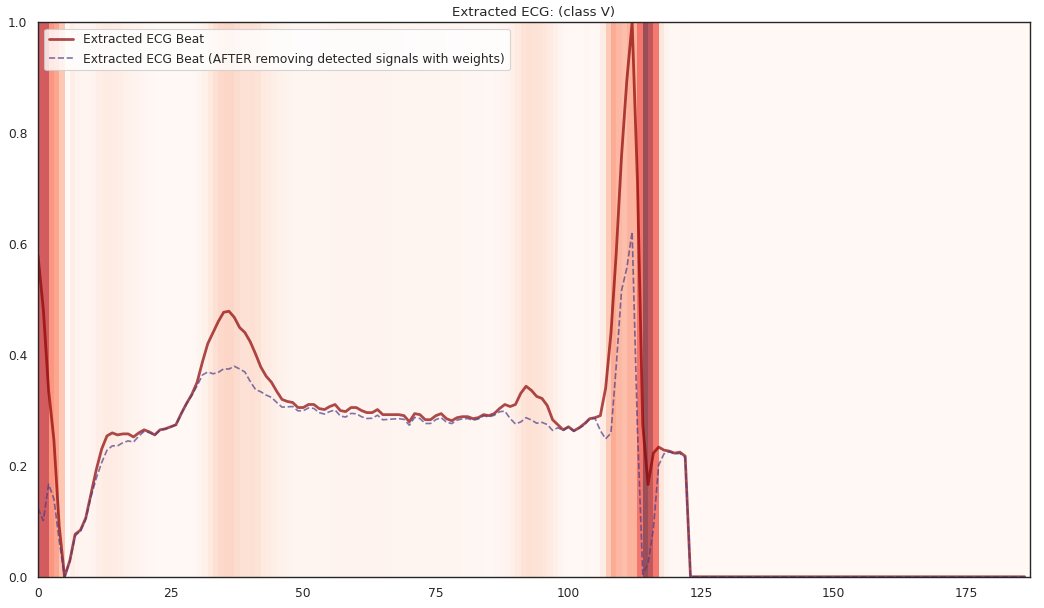 Extracted ECG: (class V)
Extracted ECG Beat
Extracted ECG Beat (AFTER removing detected signals with weights)
1.0
0.8
0.6
0.4
0.2
0.0
0 25 50 75 100 125 150 175